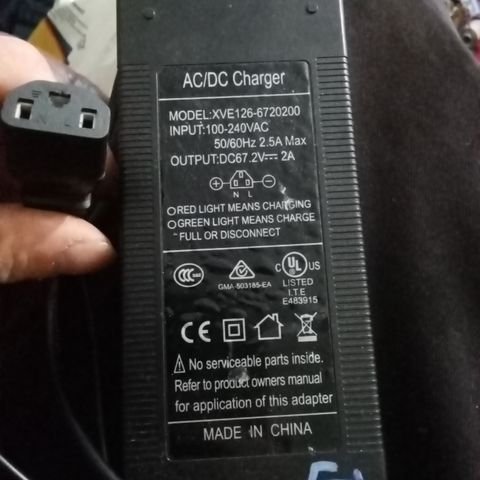 AC/DC Charger
MODEL:XVE126-6720200
INPUT:100-240VAC
50/60Hz 2.5A Max
OUTPUT:DC67.2V⎓2A
N L
RED LIGHT MEANS CHARGING
GREEN LIGHT MEANS CHARGE
FULL OR DISCONNECT
CCC
GMA-503185-EA
C UL US
LISTED
I.T.E
E483915
CE
No serviceable parts inside.
Refer to product owners manual
for application of this adapter
MADE IN CHINA